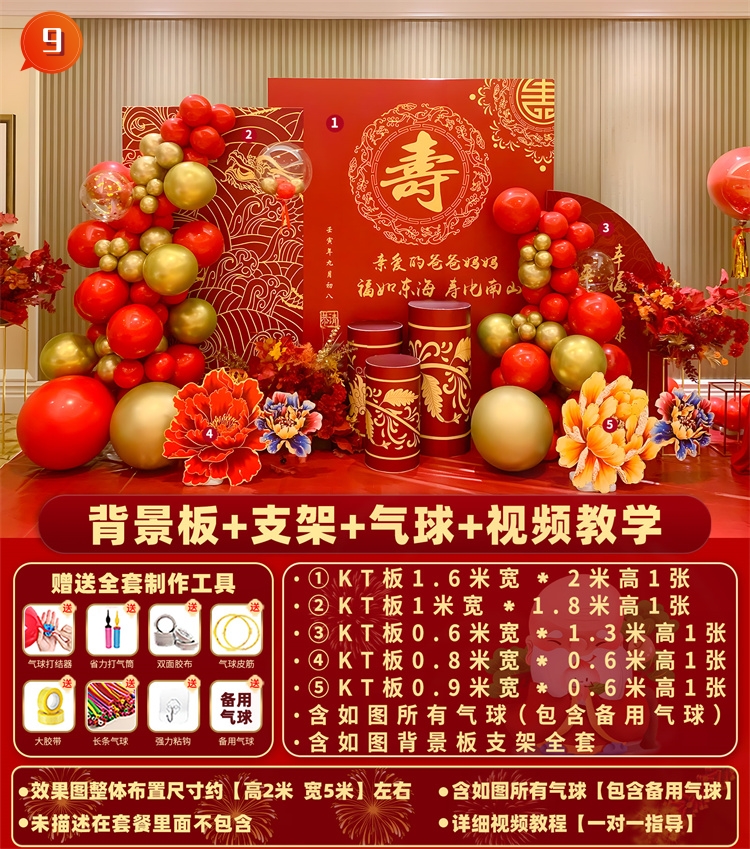 9
1
2
3
寿
壬寅年九月初八
亲爱的爸爸妈妈
福如东海 寿比南山
4
5
背景板+支架+气球+视频教学
赠送全套制作工具
送
送
送
送
气球打结器
省力打气筒
双面胶布
气球皮筋
送
送
送
送
备用
气球
大胶带
长条气球
强力粘钩
备用气球
·①KT板1.6米宽*2米高1张
·②KT板1米宽*1.8米高1张
·③KT板0.6米宽*1.3米高1张
·④KT板0.8米宽*0.6米高1张
·⑤KT板0.9米宽*0.6米高1张
·含如图所有气球(包含备用气球)
·含如图背景板支架全套
●效果图整体布置尺寸约【高2米 宽5米】左右
●含如图所有气球【包含备用气球】
●未描述在套餐里面不包含
●详细视频教程【一对一指导】